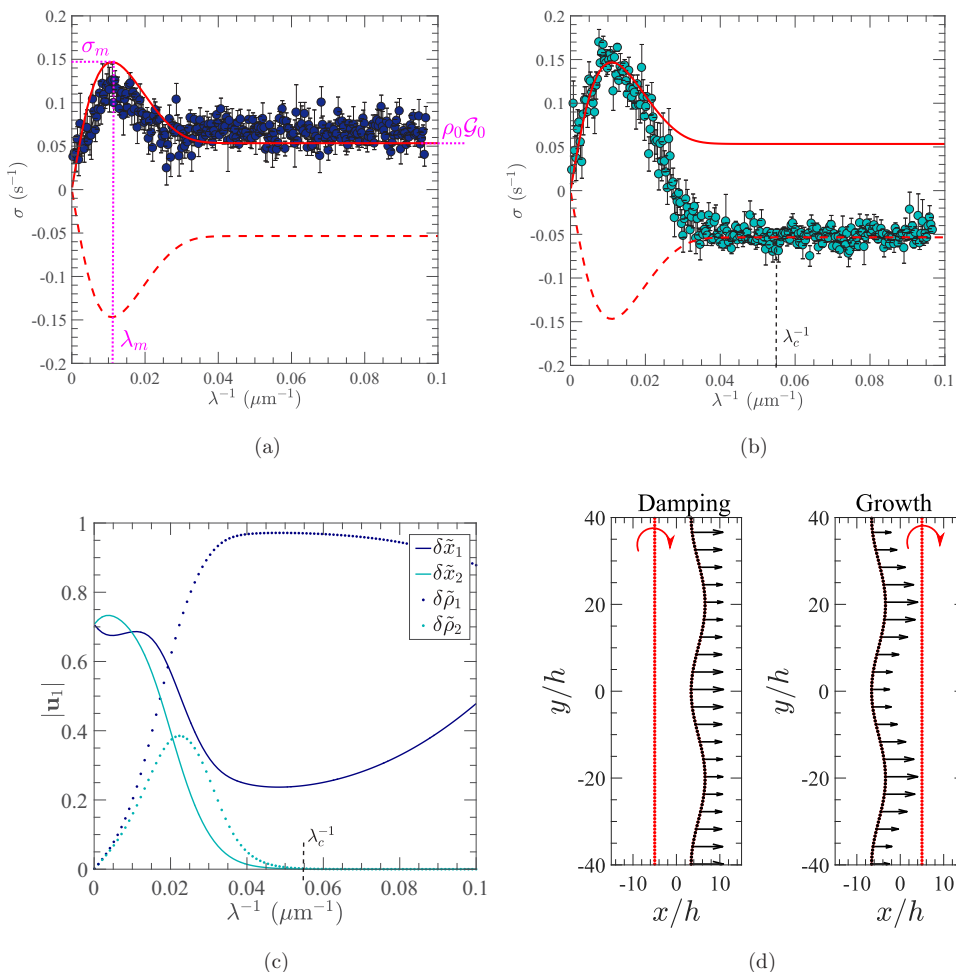 0.2
0.15
0.1
0.05
0
-0.05
-0.1
-0.15
-0.2
σ (s⁻¹)
σₘ
ρ₀𝒢₀
λₘ
0 0.02 0.04 0.06 0.08 0.1
λ⁻¹ (μm⁻¹)
(a)
0.2
0.15
0.1
0.05
0
-0.05
-0.1
-0.15
-0.2
σ (s⁻¹)
λ_c⁻¹
0 0.02 0.04 0.06 0.08 0.1
λ⁻¹ (μm⁻¹)
(b)
1
0.8
0.6
0.4
0.2
0
|u₁|
δx̃₁
δx̃₂
δρ̃₁
δρ̃₂
λ_c⁻¹
0 0.02 0.04 0.06 0.08 0.1
λ⁻¹ (μm⁻¹)
(c)
Damping
40
20
0
-20
-40
y/h
-10 0 10
x/h
Growth
40
20
0
-20
-40
y/h
-10 0 10
x/h
(d)